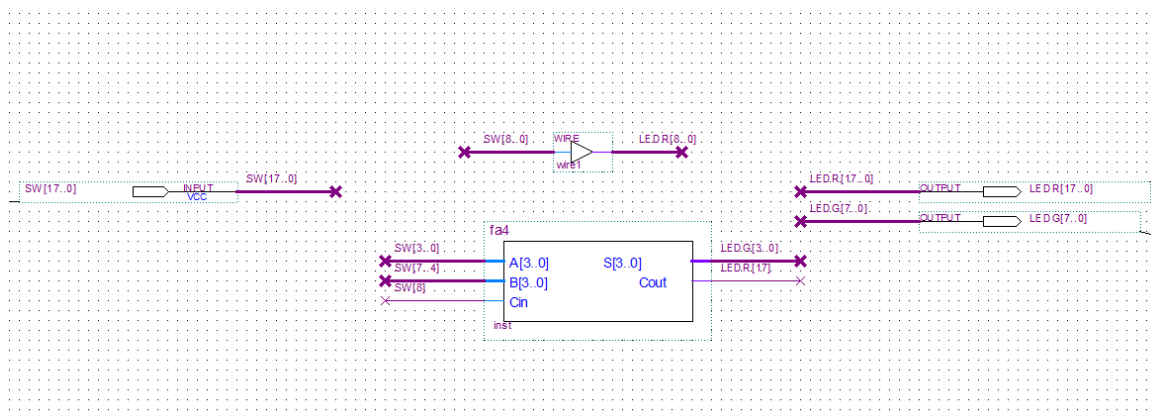 SW[8..0] WIRE LEDR[8..0]
wire1
SW[17..0] INPUT VCC SW[17..0]
LEDR[17..0] OUTPUT LEDR[17..0]
LEDG[7..0] OUTPUT LEDG[7..0]
fa4
SW[3..0] A[3..0] S[3..0] LEDG[3..0]
SW[7..4] B[3..0] Cout LEDR[17]
SW[8] Cin
inst